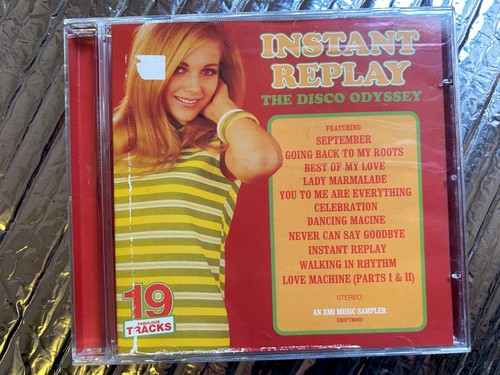 INSTANT
REPLAY
THE DISCO ODYSSEY
FEATURING
SEPTEMBER
GOING BACK TO MY ROOTS
BEST OF MY LOVE
LADY MARMALADE
YOU TO ME ARE EVERYTHING
CELEBRATION
DANCING MACINE
NEVER CAN SAY GOODBYE
INSTANT REPLAY
WALKING IN RHYTHM
LOVE MACHINE (PARTS I & II)
STEREO
AN EMI MUSIC SAMPLER
19
FABULOUS
TRACKS